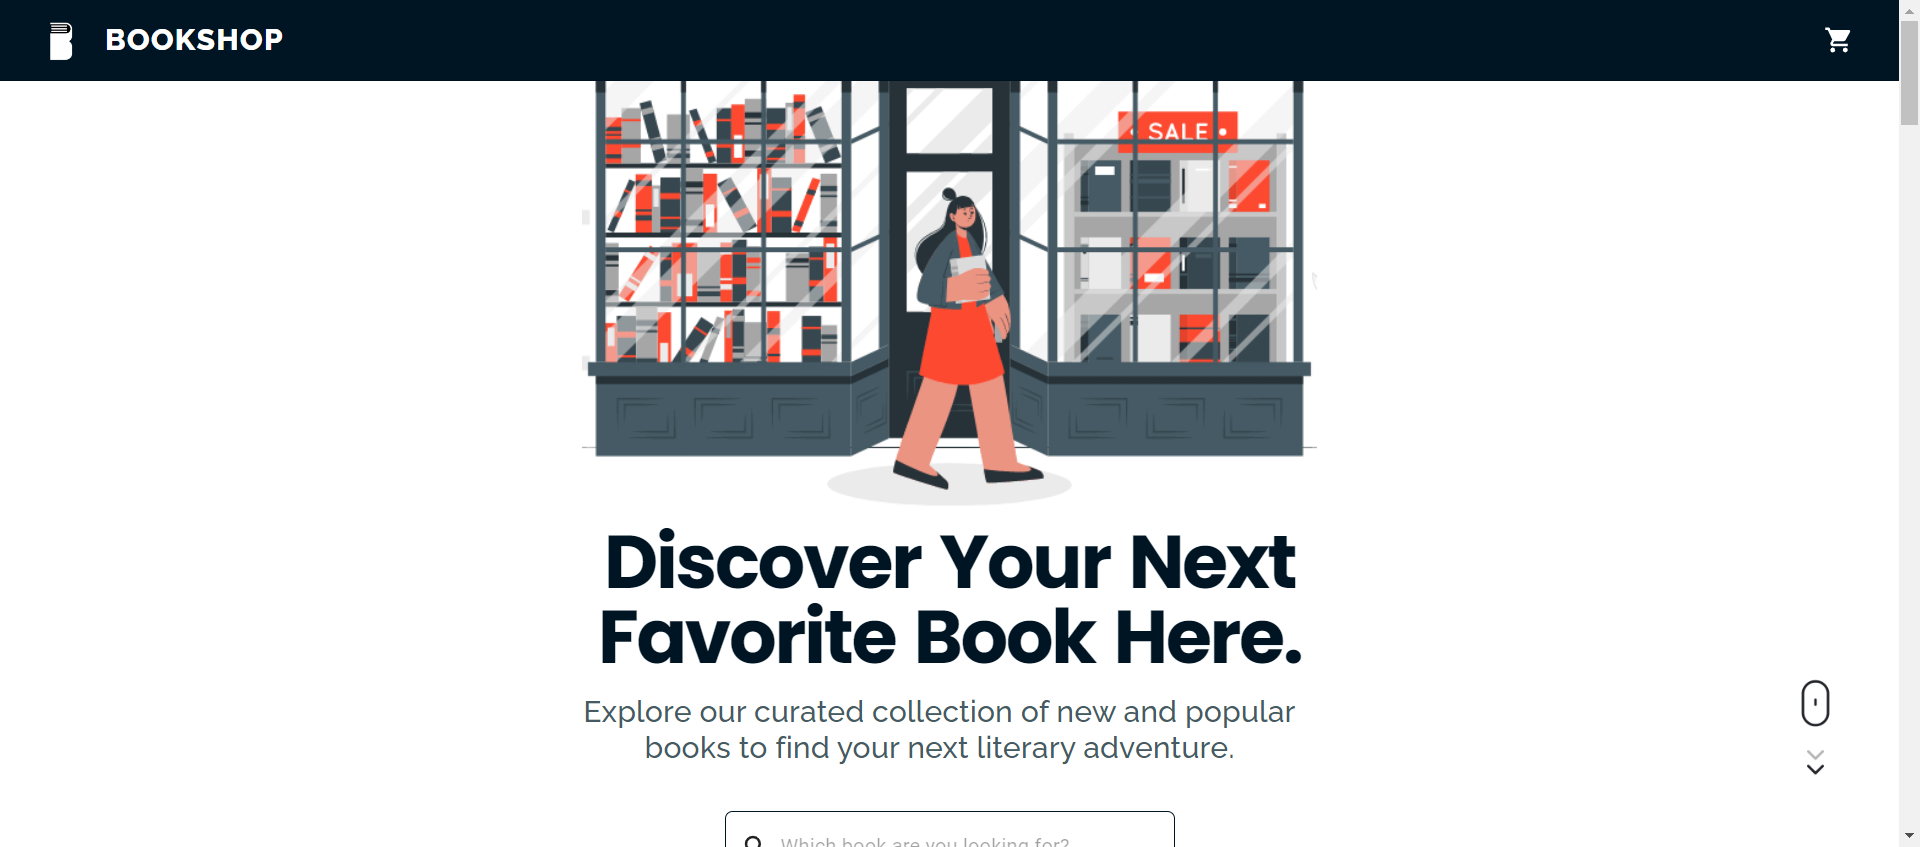 BOOKSHOP
SALE
Discover Your Next
Favorite Book Here.
Explore our curated collection of new and popular
books to find your next literary adventure.
Which book are you looking for?